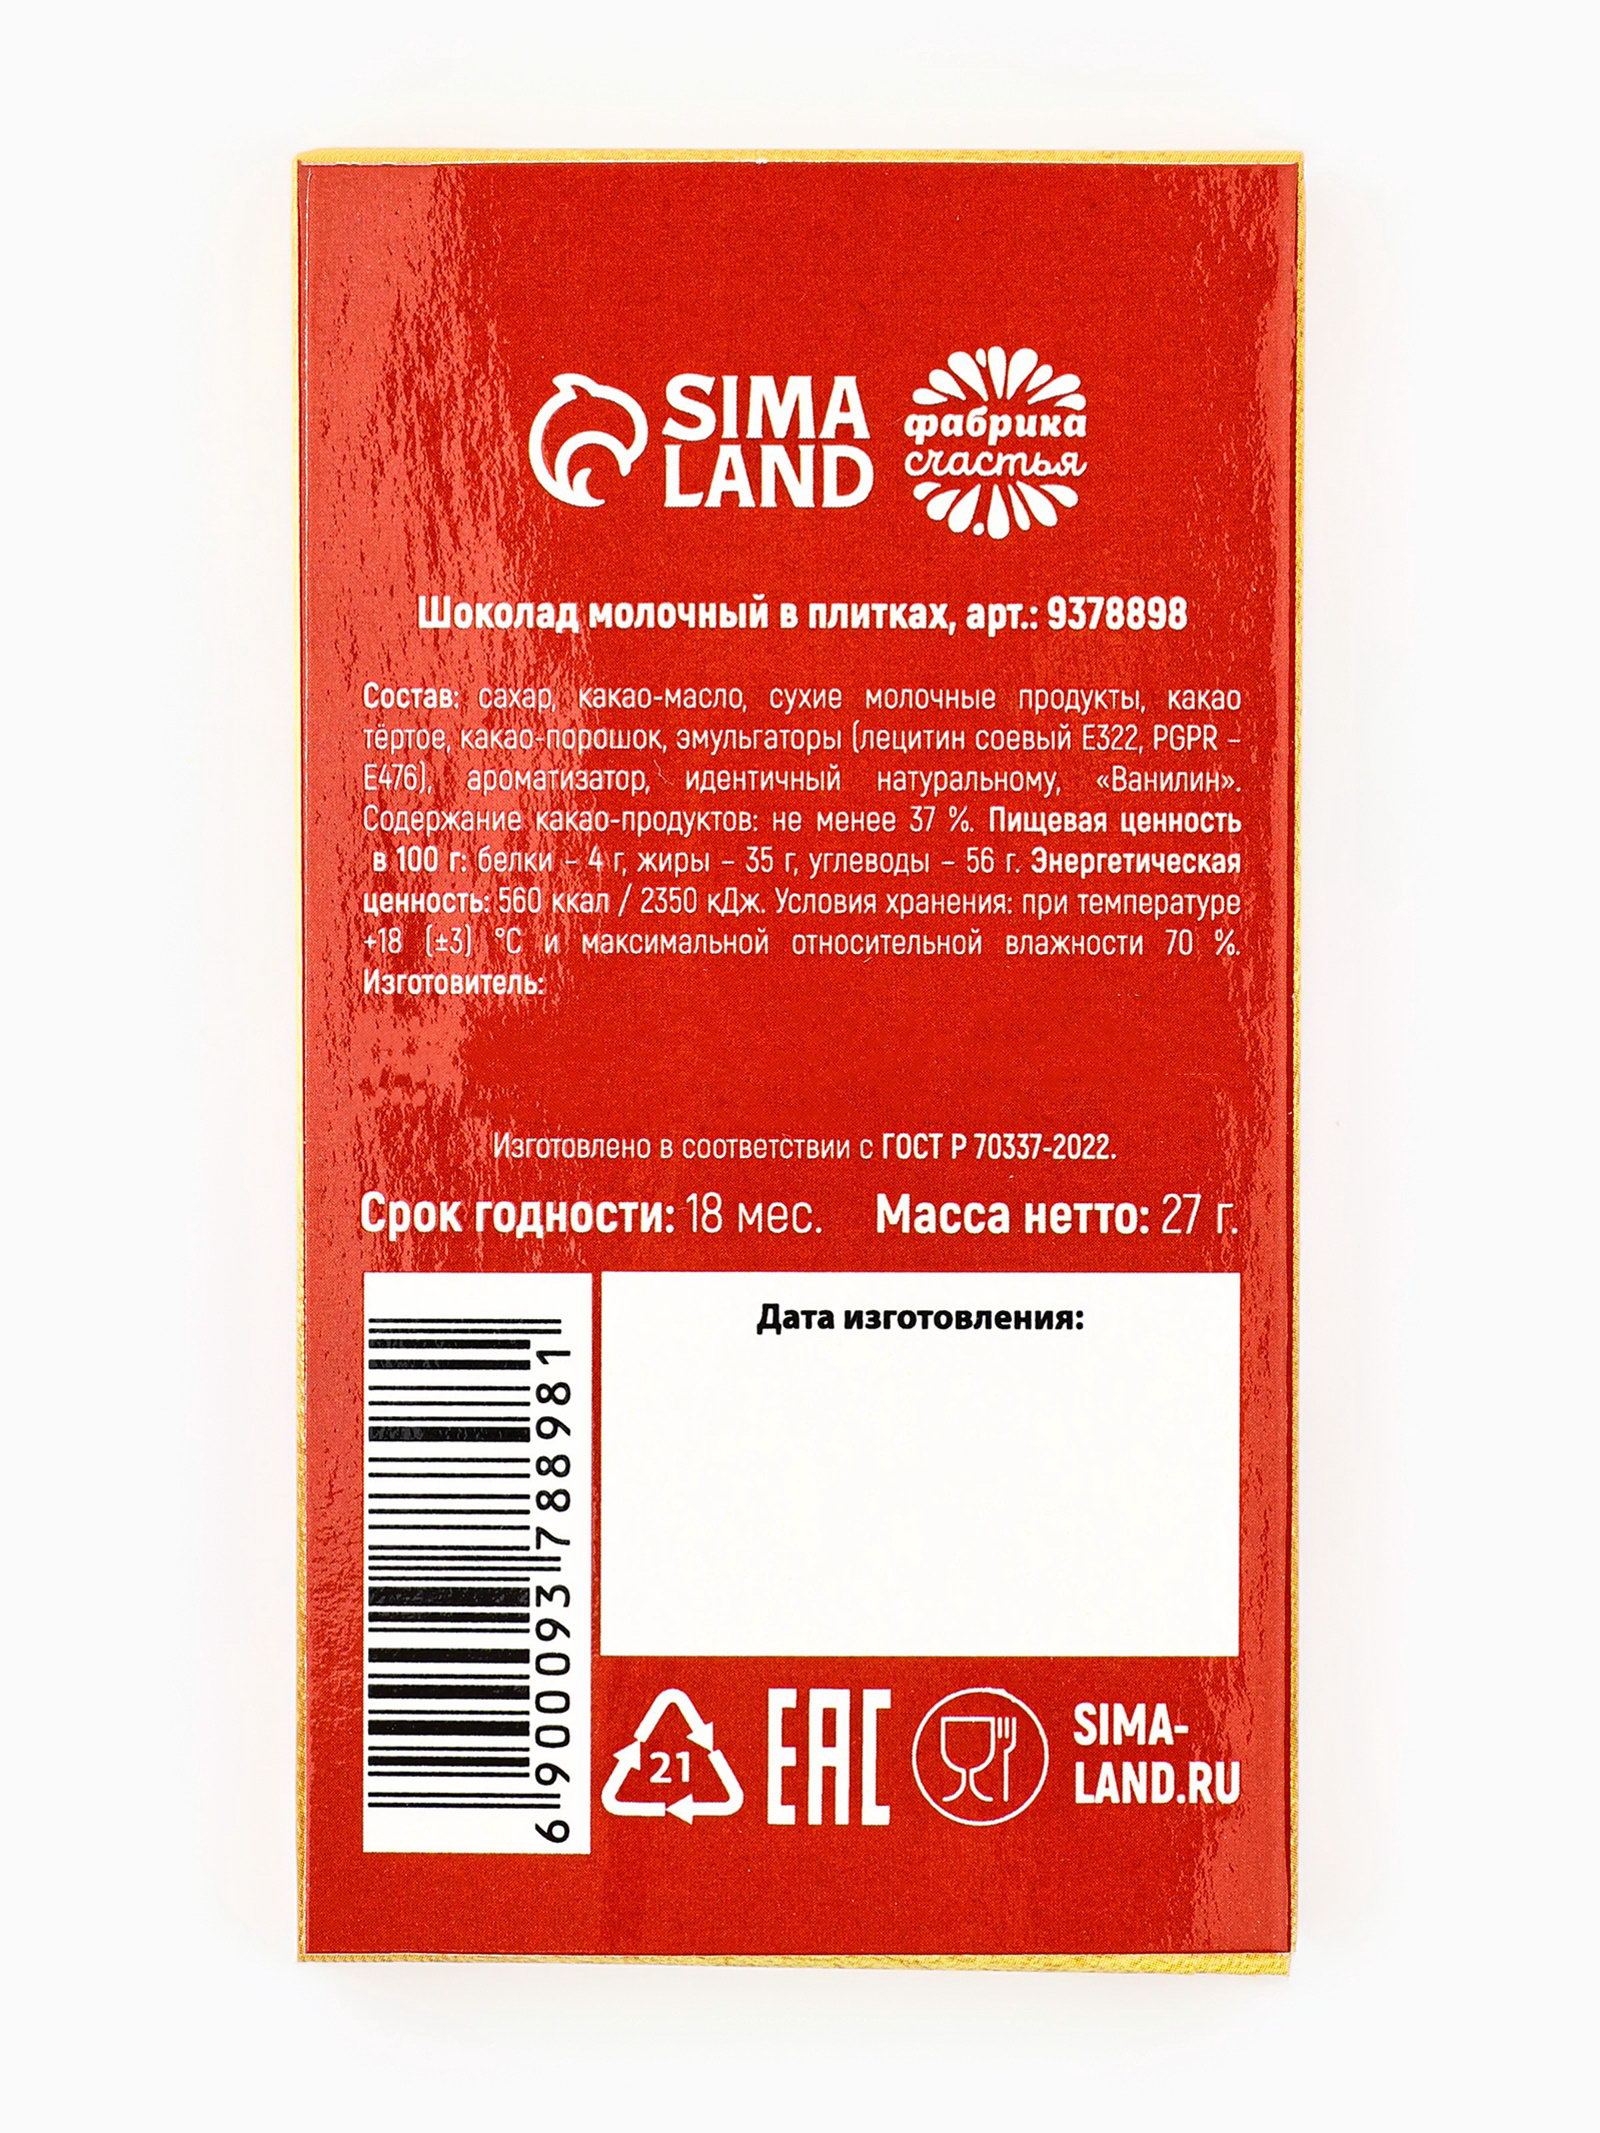 SIMA
LAND
фабрика
счастья
Шоколад молочный в плитках, арт.: 9378898
Состав: сахар, какао-масло, сухие молочные продукты, какао
тёртое, какао-порошок, эмульгаторы (лецитин соевый Е322, PGPR –
Е476), ароматизатор, идентичный натуральному, «Ванилин».
Содержание какао-продуктов: не менее 37 %. Пищевая ценность
в 100 г: белки – 4 г, жиры – 35 г, углеводы – 56 г. Энергетическая
ценность: 560 ккал / 2350 кДж. Условия хранения: при температуре
+18 (±3) °С и максимальной относительной влажности 70 %.
Изготовитель:
Изготовлено в соответствии с ГОСТ Р 70337-2022.
Срок годности: 18 мес. Масса нетто: 27 г.
Дата изготовления:
6 900093 788981
21
EAC
SIMA-
LAND.RU